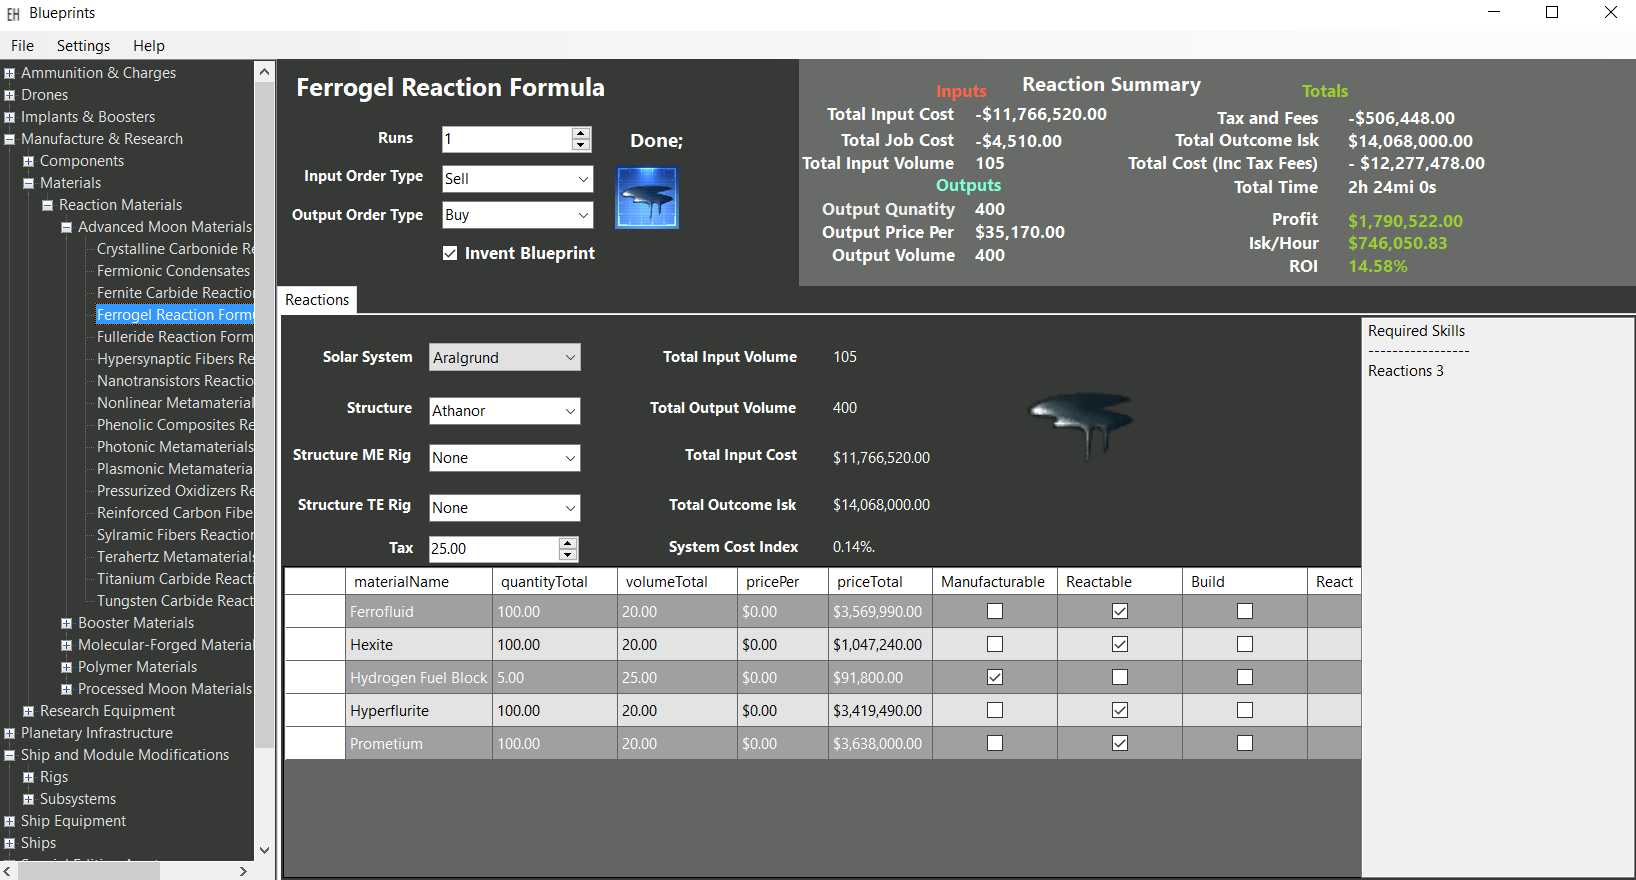 EH Blueprints
File Settings Help
Ammunition & Charges
Drones
Implants & Boosters
Manufacture & Research
Components
Materials
Reaction Materials
Advanced Moon Materials
Crystalline Carbonide Re
Fermionic Condensates
Fernite Carbide Reaction
Ferrogel Reaction Formu
Fulleride Reaction Form
Hypersynaptic Fibers Re
Nanotransistors Reactio
Nonlinear Metamaterial
Phenolic Composites Re
Photonic Metamaterials
Plasmonic Metamateria
Pressurized Oxidizers Re
Reinforced Carbon Fibe
Sylramic Fibers Reaction
Terahertz Metamaterials
Titanium Carbide Reacti
Tungsten Carbide React
Booster Materials
Molecular-Forged Material
Polymer Materials
Processed Moon Materials
Research Equipment
Planetary Infrastructure
Ship and Module Modifications
Rigs
Subsystems
Ship Equipment
Ships
Ferrogel Reaction Formula
Runs 1 Done;
Input Order Type Sell
Output Order Type Buy
Invent Blueprint
Reaction Summary
Inputs
Total Input Cost -$11,766,520.00
Total Job Cost -$4,510.00
Total Input Volume 105
Outputs
Output Qunatity 400
Output Price Per $35,170.00
Output Volume 400
Totals
Tax and Fees -$506,448.00
Total Outcome Isk $14,068,000.00
Total Cost (Inc Tax Fees) - $12,277,478.00
Total Time 2h 24mi 0s
Profit $1,790,522.00
Isk/Hour $746,050.83
ROI 14.58%
Reactions
Solar System Aralgrund Total Input Volume 105
Structure Athanor Total Output Volume 400
Structure ME Rig None Total Input Cost $11,766,520.00
Structure TE Rig None Total Outcome Isk $14,068,000.00
Tax 25.00 System Cost Index 0.14%.
materialName quantityTotal volumeTotal pricePer priceTotal Manufacturable Reactable Build React
Ferrofluid 100.00 20.00 $0.00 $3,569,990.00
Hexite 100.00 20.00 $0.00 $1,047,240.00
Hydrogen Fuel Block 5.00 25.00 $0.00 $91,800.00
Hyperflurite 100.00 20.00 $0.00 $3,419,490.00
Prometium 100.00 20.00 $0.00 $3,638,000.00
Required Skills
-----------------
Reactions 3